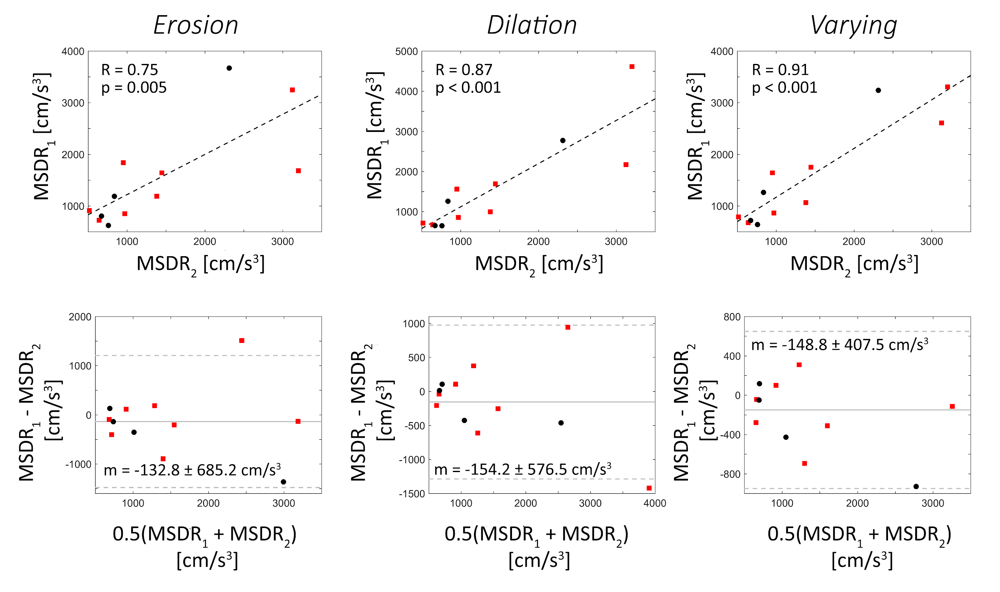 Erosion
Dilation
Varying
4000
3000
2000
1000
MSDR1 [cm/s³]
R = 0.75
p = 0.005
1000
2000
3000
MSDR2 [cm/s³]
5000
4000
3000
2000
1000
MSDR1 [cm/s³]
R = 0.87
p < 0.001
1000
2000
3000
MSDR2 [cm/s³]
4000
3000
2000
1000
MSDR1 [cm/s³]
R = 0.91
p < 0.001
1000
2000
3000
MSDR2 [cm/s³]
2000
1000
0
-1000
MSDR1 - MSDR2
[cm/s³]
m = -132.8 ± 685.2 cm/s³
1000
2000
3000
0.5(MSDR1 + MSDR2)
[cm/s³]
1000
500
0
-500
-1000
-1500
MSDR1 - MSDR2
[cm/s³]
m = -154.2 ± 576.5 cm/s³
1000
2000
3000
4000
0.5(MSDR1 + MSDR2)
[cm/s³]
800
400
0
-400
-800
MSDR1 - MSDR2
[cm/s³]
m = -148.8 ± 407.5 cm/s³
1000
2000
3000
0.5(MSDR1 + MSDR2)
[cm/s³]